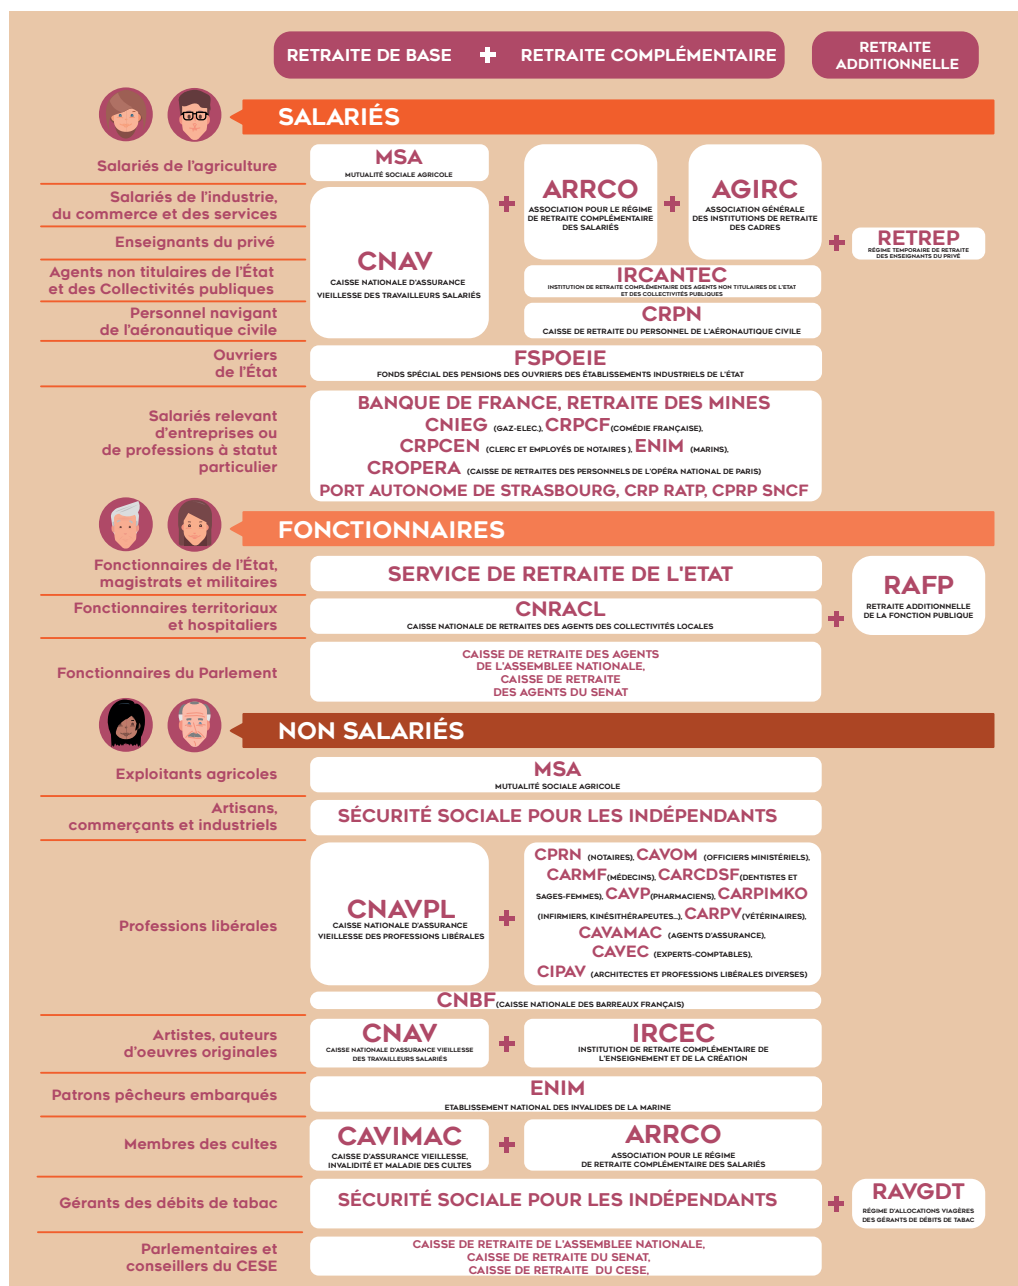 RETRAITE DE BASE + RETRAITE COMPLÉMENTAIRE
RETRAITE
ADDITIONNELLE
SALARIÉS
Salariés de l'agriculture
MSA
MUTUALITÉ SOCIALE AGRICOLE
Salariés de l'industrie,
du commerce et des services
Enseignants du privé
Agents non titulaires de l'État
et des Collectivités publiques
Personnel navigant
de l'aéronautique civile
CNAV
CAISSE NATIONALE D'ASSURANCE
VIEILLESSE DES TRAVAILLEURS SALARIÉS
+
ARRCO
ASSOCIATION POUR LE RÉGIME
DE RETRAITE COMPLÉMENTAIRE
DES SALARIÉS
+
AGIRC
ASSOCIATION GÉNÉRALE
DES INSTITUTIONS DE RETRAITE
DES CADRES
+
RETREP
RÉGIME TEMPORAIRE DE RETRAITE
DES ENSEIGNANTS DU PRIVÉ
IRCANTEC
INSTITUTION DE RETRAITE COMPLÉMENTAIRE DES AGENTS NON TITULAIRES DE L'ETAT
ET DES COLLECTIVITÉS PUBLIQUES
CRPN
CAISSE DE RETRAITE DU PERSONNEL DE L'AÉRONAUTIQUE CIVILE
Ouvriers
de l'État
FSPOEIE
FONDS SPÉCIAL DES PENSIONS DES OUVRIERS DES ÉTABLISSEMENTS INDUSTRIELS DE L'ÉTAT
Salariés relevant
d'entreprises ou
de professions à statut
particulier
BANQUE DE FRANCE, RETRAITE DES MINES
CNIEG (GAZ-ELEC.), CRPCF (COMÉDIE FRANÇAISE),
CRPCEN (CLERC ET EMPLOYÉS DE NOTAIRES ), ENIM (MARINS),
CROPERA (CAISSE DE RETRAITES DES PERSONNELS DE L'OPÉRA NATIONAL DE PARIS)
PORT AUTONOME DE STRASBOURG, CRP RATP, CPRP SNCF
FONCTIONNAIRES
Fonctionnaires de l'État,
magistrats et militaires
SERVICE DE RETRAITE DE L'ETAT
Fonctionnaires territoriaux
et hospitaliers
CNRACL
CAISSE NATIONALE DE RETRAITES DES AGENTS DES COLLECTIVITÉS LOCALES
+
RAFP
RETRAITE ADDITIONNELLE
DE LA FONCTION PUBLIQUE
Fonctionnaires du Parlement
CAISSE DE RETRAITE DES AGENTS
DE L'ASSEMBLEE NATIONALE,
CAISSE DE RETRAITE
DES AGENTS DU SENAT
NON SALARIÉS
Exploitants agricoles
MSA
MUTUALITÉ SOCIALE AGRICOLE
Artisans,
commerçants et industriels
SÉCURITÉ SOCIALE POUR LES INDÉPENDANTS
Professions libérales
CNAVPL
CAISSE NATIONALE D'ASSURANCE
VIEILLESSE DES PROFESSIONS LIBÉRALES
+
CPRN (NOTAIRES), CAVOM (OFFICIERS MINISTÉRIELS),
CARMF (MÉDECINS), CARCDSF (DENTISTES ET
SAGES-FEMMES), CAVP (PHARMACIENS), CARPIMKO
(INFIRMIERS, KINÉSITHÉRAPEUTES...), CARPV (VÉTÉRINAIRES),
CAVAMAC (AGENTS D'ASSURANCE),
CAVEC (EXPERTS-COMPTABLES),
CIPAV (ARCHITECTES ET PROFESSIONS LIBÉRALES DIVERSES)
CNBF (CAISSE NATIONALE DES BARREAUX FRANÇAIS)
Artistes, auteurs
d'oeuvres originales
CNAV
CAISSE NATIONALE D'ASSURANCE VIEILLESSE
DES TRAVAILLEURS SALARIÉS
+
IRCEC
INSTITUTION DE RETRAITE COMPLÉMENTAIRE DE
L'ENSEIGNEMENT ET DE LA CRÉATION
Patrons pêcheurs embarqués
ENIM
ETABLISSEMENT NATIONAL DES INVALIDES DE LA MARINE
Membres des cultes
CAVIMAC
CAISSE D'ASSURANCE VIEILLESSE,
INVALIDITÉ ET MALADIE DES CULTES
+
ARRCO
ASSOCIATION POUR LE RÉGIME
DE RETRAITE COMPLÉMENTAIRE DES SALARIÉS
Gérants des débits de tabac
SÉCURITÉ SOCIALE POUR LES INDÉPENDANTS
+
RAVGDT
RÉGIME D'ALLOCATIONS VIAGÈRES
DES GÉRANTS DE DÉBITS DE TABAC
Parlementaires et
conseillers du CESE
CAISSE DE RETRAITE DE L'ASSEMBLEE NATIONALE,
CAISSE DE RETRAITE DU SENAT,
CAISSE DE RETRAITE DU CESE,